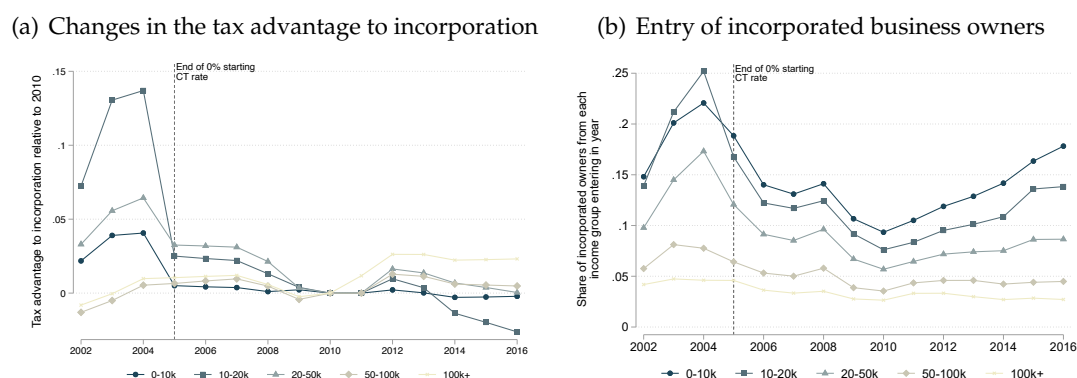 (a) Changes in the tax advantage to incorporation
(b) Entry of incorporated business owners
Tax advantage to incorporation relative to 2010
.15
.1
.05
0
End of 0% starting
CT rate
2002 2004 2006 2008 2010 2012 2014 2016
0-10k 10-20k 20-50k 50-100k 100k+
Share of incorporated owners from each
income group entering in year
.25
.2
.15
.1
.05
0
End of 0% starting
CT rate
2002 2004 2006 2008 2010 2012 2014 2016
0-10k 10-20k 20-50k 50-100k 100k+